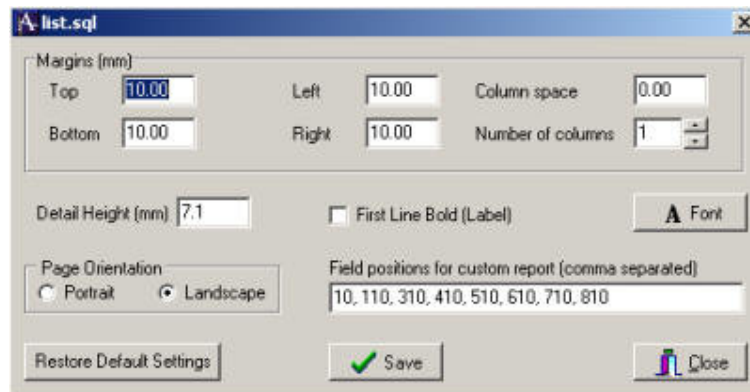 list.sql
Margins (mm)
Top 10.00 Left 10.00 Column space 0.00
Bottom 10.00 Right 10.00 Number of columns 1
Detail Height (mm) 7.1 First Line Bold (Label) A Font
Page Orientation
Portrait Landscape
Field positions for custom report (comma separated)
10, 110, 310, 410, 510, 610, 710, 810
Restore Default Settings Save Close